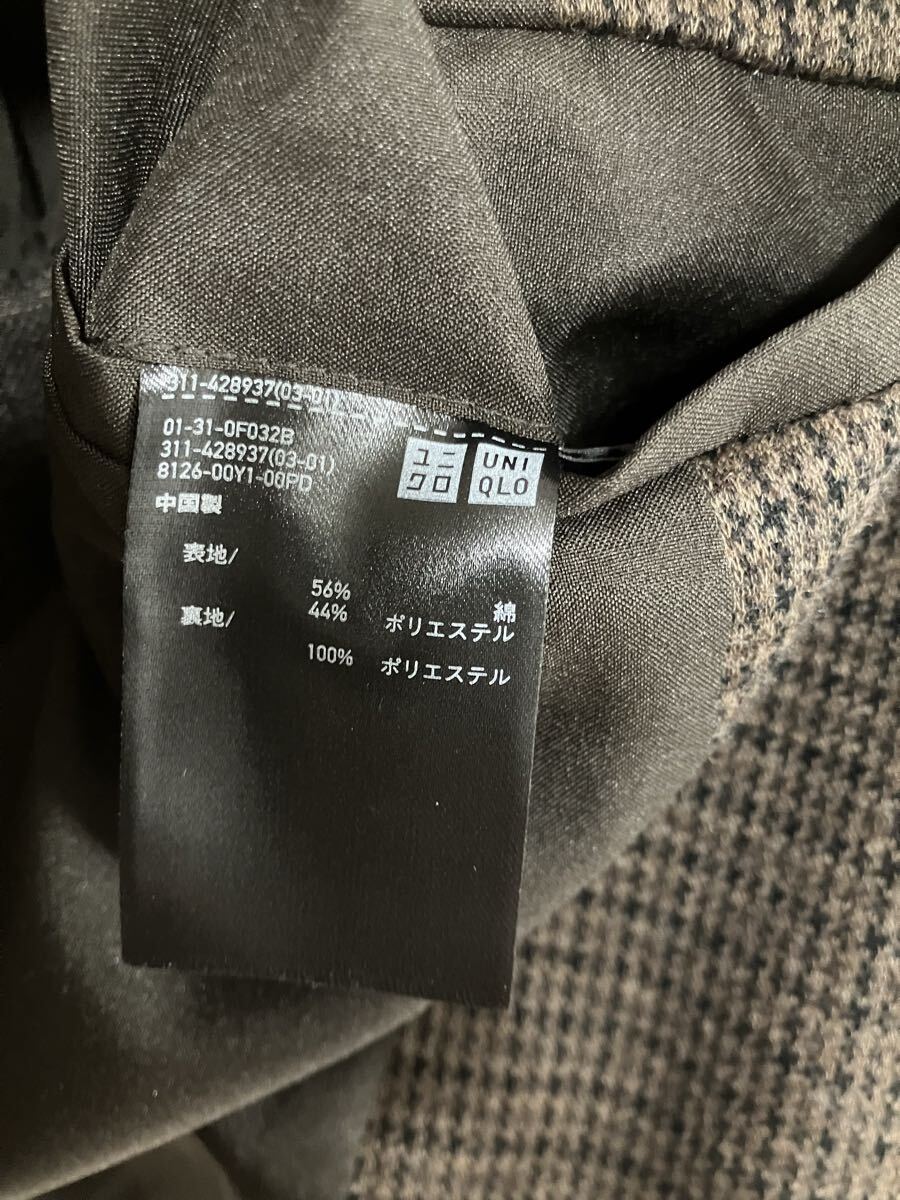 311-428937(03-01)
01-31-0F032B
311-428937(03-01)
8126-00Y1-00PD
ユニ
クロ
UNI
QLO
中国製
表地/
56% 綿
44% ポリエステル
裏地/
100% ポリエステル